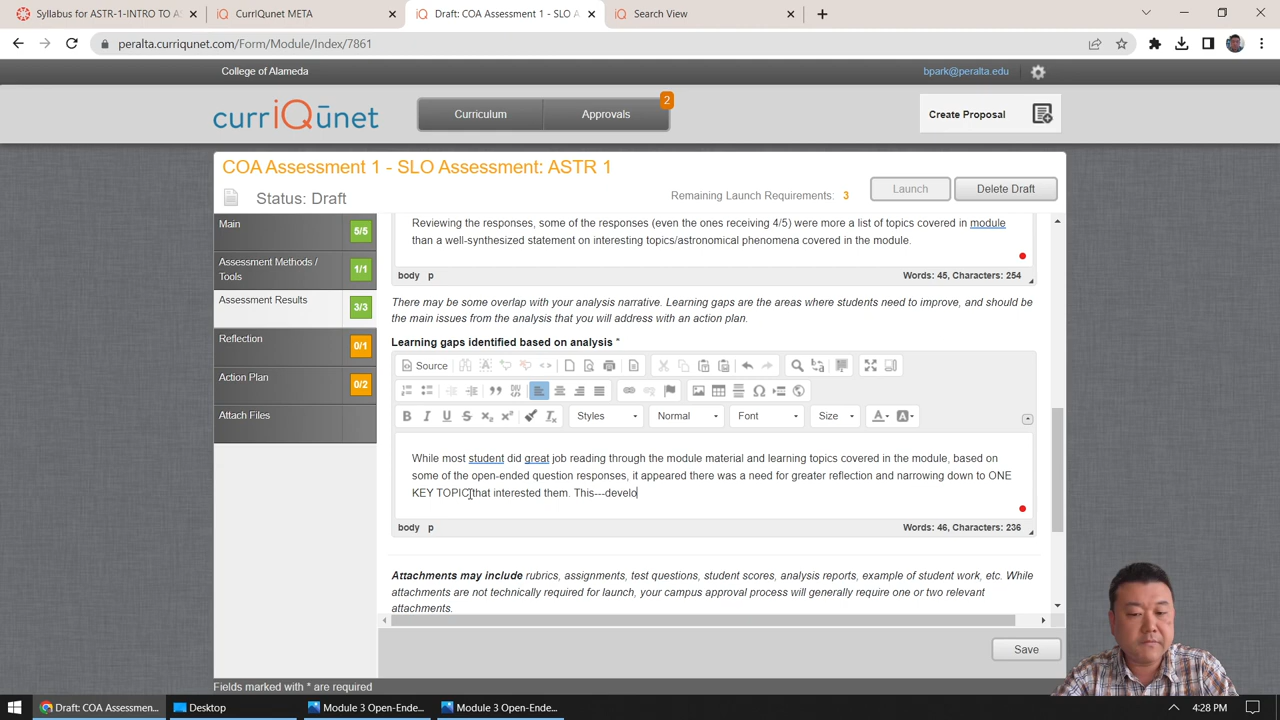 Syllabus for ASTR-1-INTRO TO AS
CurrIQunet META
Draft: COA Assessment 1 - SLO A
Search View
peralta.curriqunet.com/Form/Module/Index/7861
College of Alameda
bpark@peralta.edu
currIQūnet
Curriculum
Approvals
2
Create Proposal
COA Assessment 1 - SLO Assessment: ASTR 1
Status: Draft
Remaining Launch Requirements: 3
Launch
Delete Draft
Main
5/5
Assessment Methods / Tools
1/1
Assessment Results
3/3
Reflection
0/1
Action Plan
0/2
Attach Files
Reviewing the responses, some of the responses (even the ones receiving 4/5) were more a list of topics covered in module
than a well-synthesized statement on interesting topics/astronomical phenomena covered in the module.
body p
Words: 45, Characters: 254
There may be some overlap with your analysis narrative. Learning gaps are the areas where students need to improve, and should be
the main issues from the analysis that you will address with an action plan.
Learning gaps identified based on analysis *
Source
Styles
Normal
Font
Size
While most student did great job reading through the module material and learning topics covered in the module, based on
some of the open-ended question responses, it appeared there was a need for greater reflection and narrowing down to ONE
KEY TOPIC that interested them. This---develo
body p
Words: 46, Characters: 236
Attachments may include rubrics, assignments, test questions, student scores, analysis reports, example of student work, etc. While
attachments are not technically required for launch, your campus approval process will generally require one or two relevant
attachments.
Save
Fields marked with * are required
Draft: COA Assessmen...
Desktop
Module 3 Open-Ende...
Module 3 Open-Ende...
4:28 PM